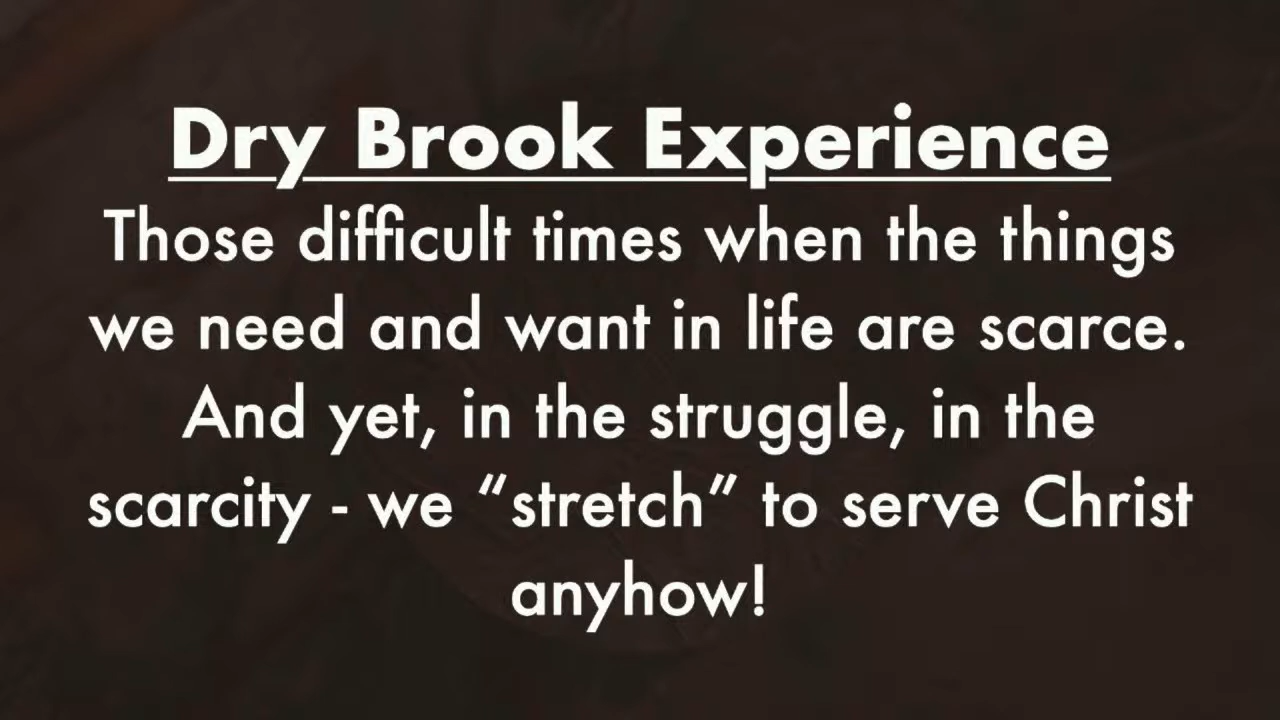 Dry Brook Experience
Those difficult times when the things
we need and want in life are scarce.
And yet, in the struggle, in the
scarcity - we “stretch” to serve Christ
anyhow!